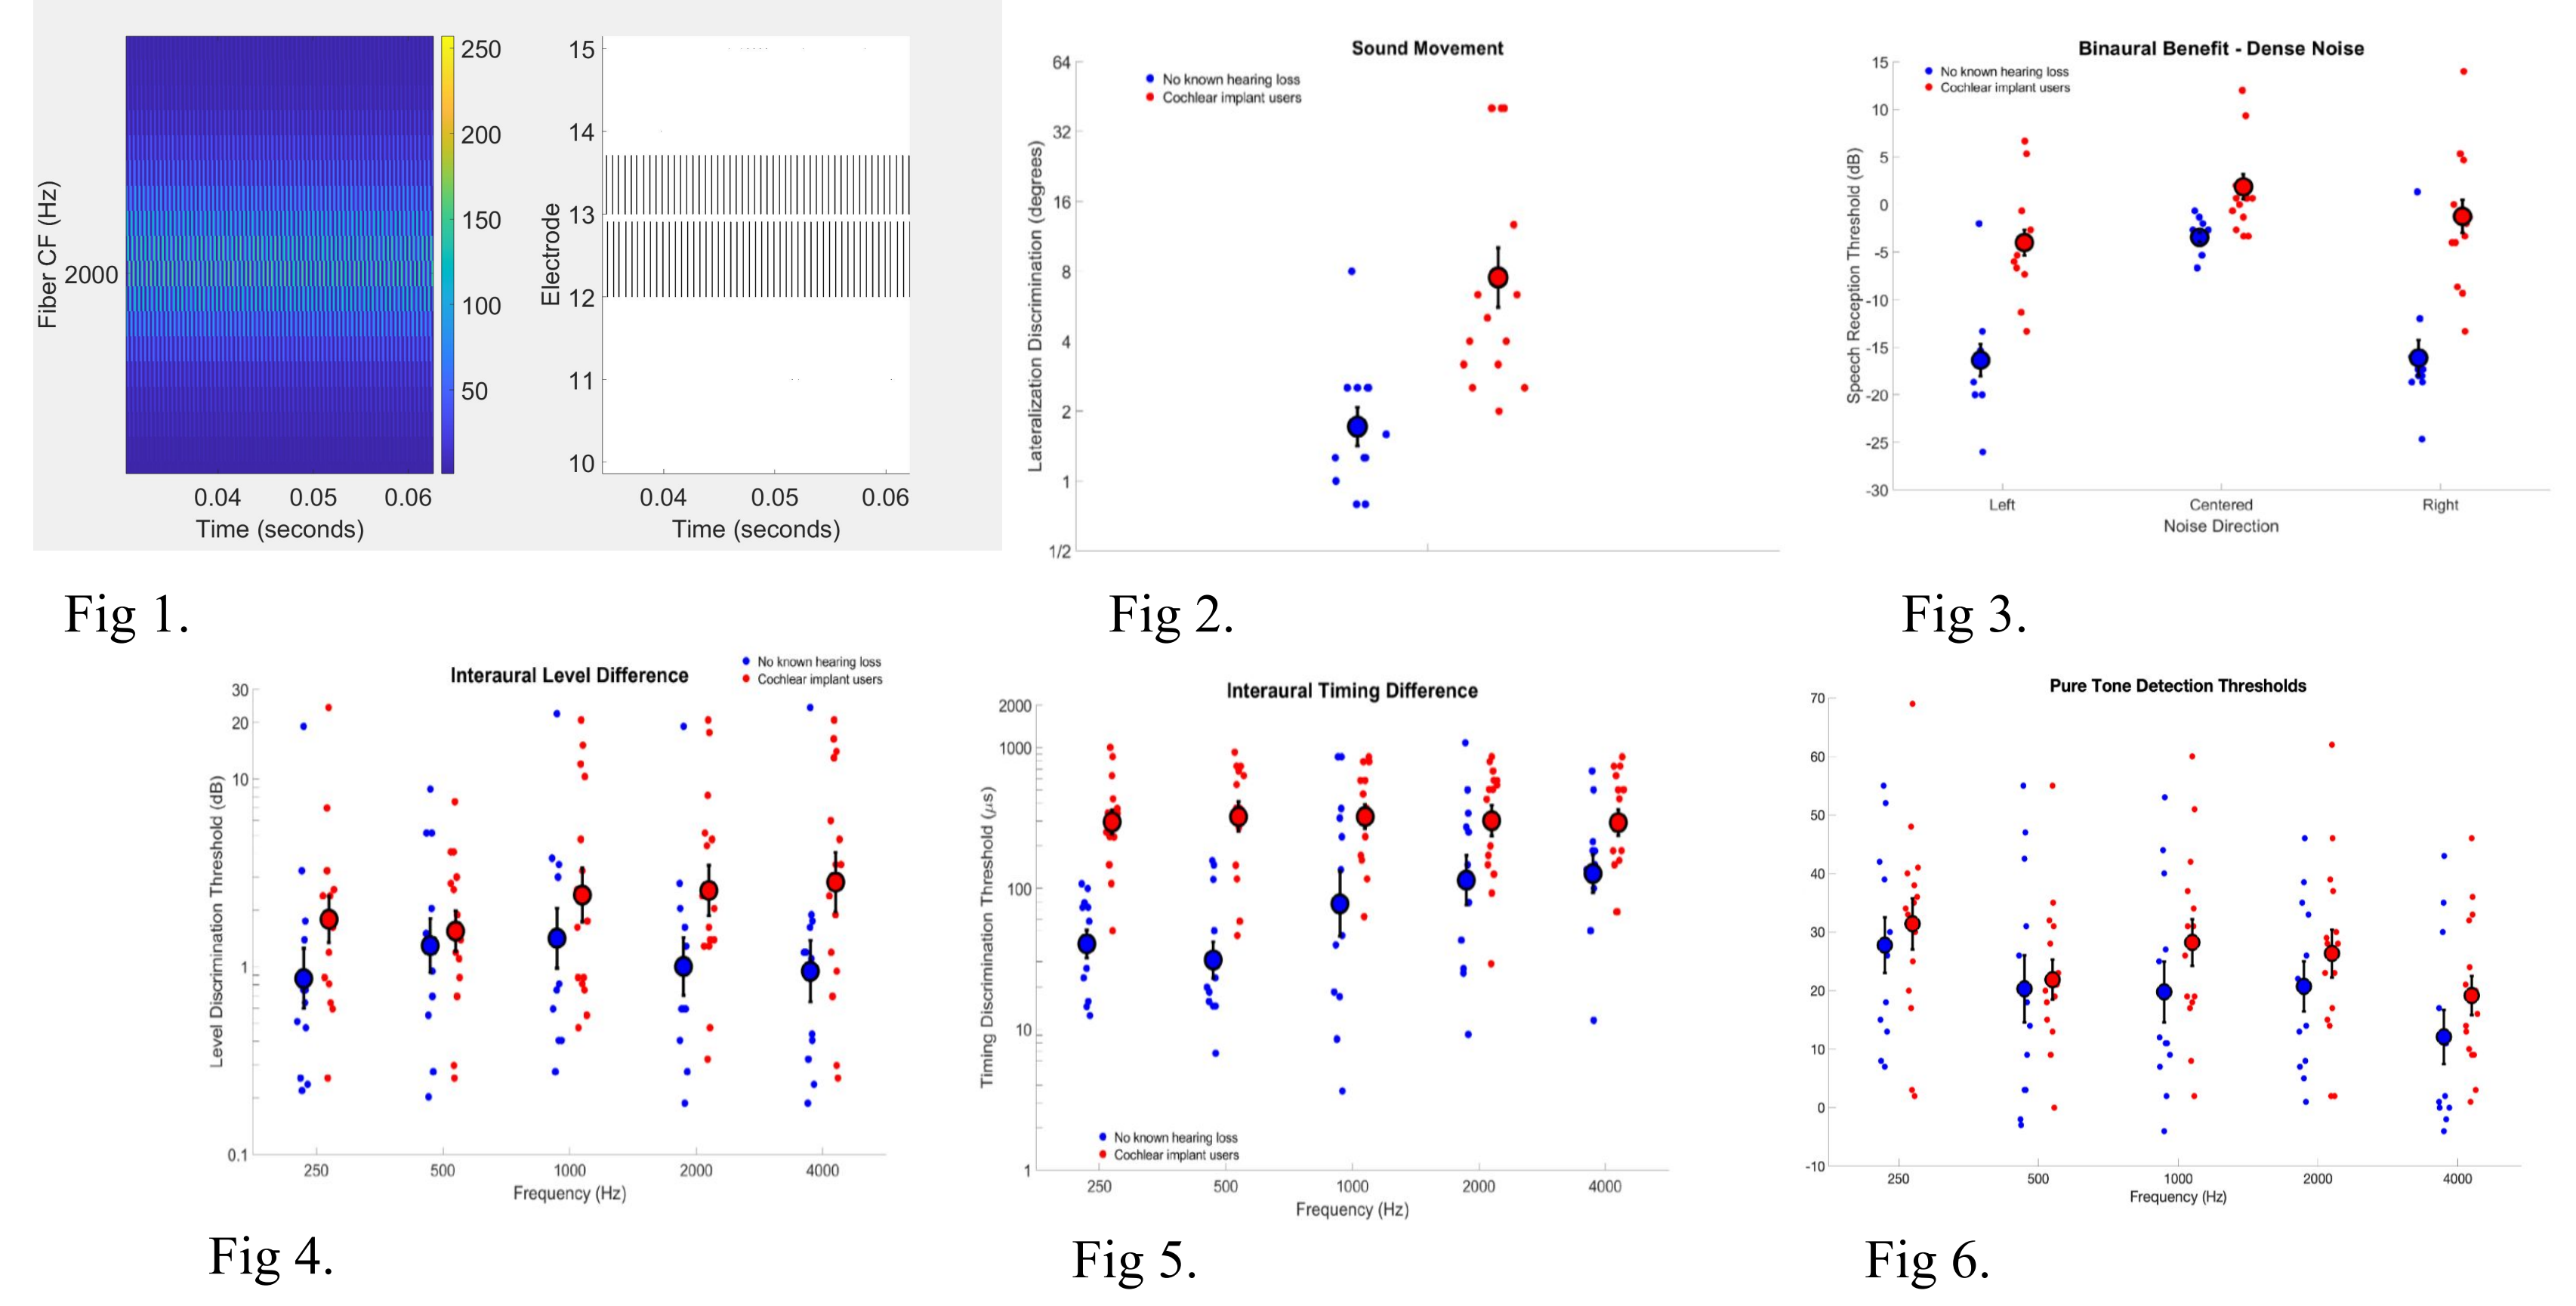 250
200
150
100
50
Fiber CF (Hz)
2000
0.04 0.05 0.06
Time (seconds)
15
14
13
12
11
10
Electrode
0.04 0.05 0.06
Time (seconds)
Fig 1.
Sound Movement
No known hearing loss
Cochlear implant users
Lateralization Discrimination (degrees)
64
32
16
8
4
2
1
1/2
Fig 2.
Binaural Benefit - Dense Noise
No known hearing loss
Cochlear implant users
Speech Reception Threshold (dB)
15
10
5
0
-5
-10
-15
-20
-25
-30
Left Centered Right
Noise Direction
Fig 3.
Interaural Level Difference
No known hearing loss
Cochlear implant users
Level Discrimination Threshold (dB)
30
20
10
1
0.1
250 500 1000 2000 4000
Frequency (Hz)
Fig 4.
Interaural Timing Difference
Timing Discrimination Threshold (μs)
2000
1000
100
10
1
No known hearing loss
Cochlear implant users
250 500 1000 2000 4000
Frequency (Hz)
Fig 5.
Pure Tone Detection Thresholds
70
60
50
40
30
20
10
0
-10
250 500 1000 2000 4000
Frequency (Hz)
Fig 6.